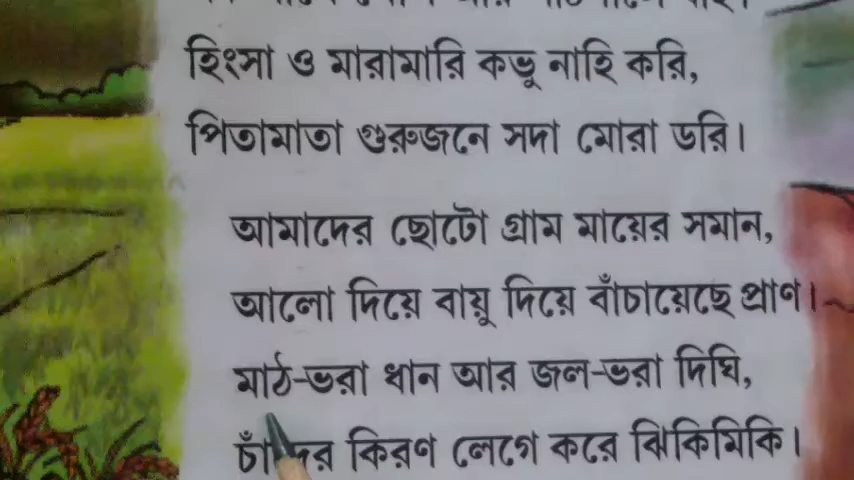 হিংসা ও মারামারি কভু নাহি করি,
পিতামাতা গুরুজনে সদা মোরা ডরি।
আমাদের ছোটো গ্রাম মায়ের সমান,
আলো দিয়ে বায়ু দিয়ে বাঁচায়েছে প্রাণ।
মাঠ-ভরা ধান আর জল-ভরা দিঘি,
চাঁদের কিরণ লেগে করে ঝিকিমিকি।